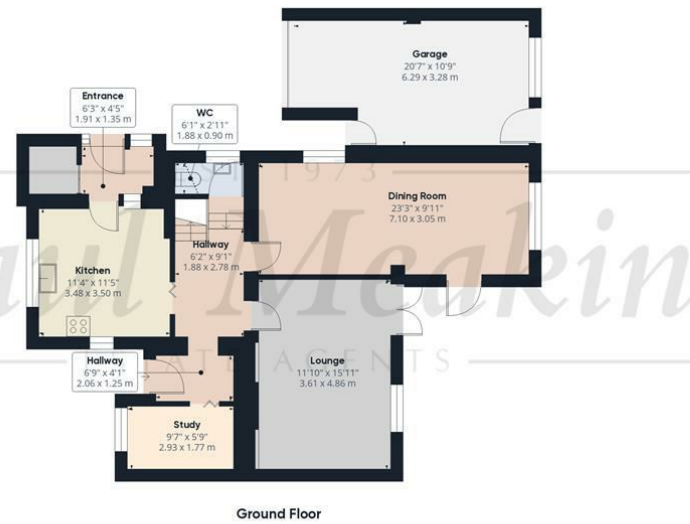 Garage
20'7" x 10'9"
6.29 x 3.28 m
Entrance
6'3" x 4'5"
1.91 x 1.35 m
WC
6'1" x 2'11"
1.88 x 0.90 m
1973
Dining Room
23'3" x 9'11"
7.10 x 3.05 m
Hallway
6'2" x 9'1"
1.88 x 2.78 m
Kitchen
11'4" x 11'5"
3.48 x 3.50 m
Meakin
Hallway
6'9" x 4'1"
2.06 x 1.25 m
AGENTS
Lounge
11'10" x 15'11"
3.61 x 4.86 m
Study
9'7" x 5'9"
2.93 x 1.77 m
Ground Floor